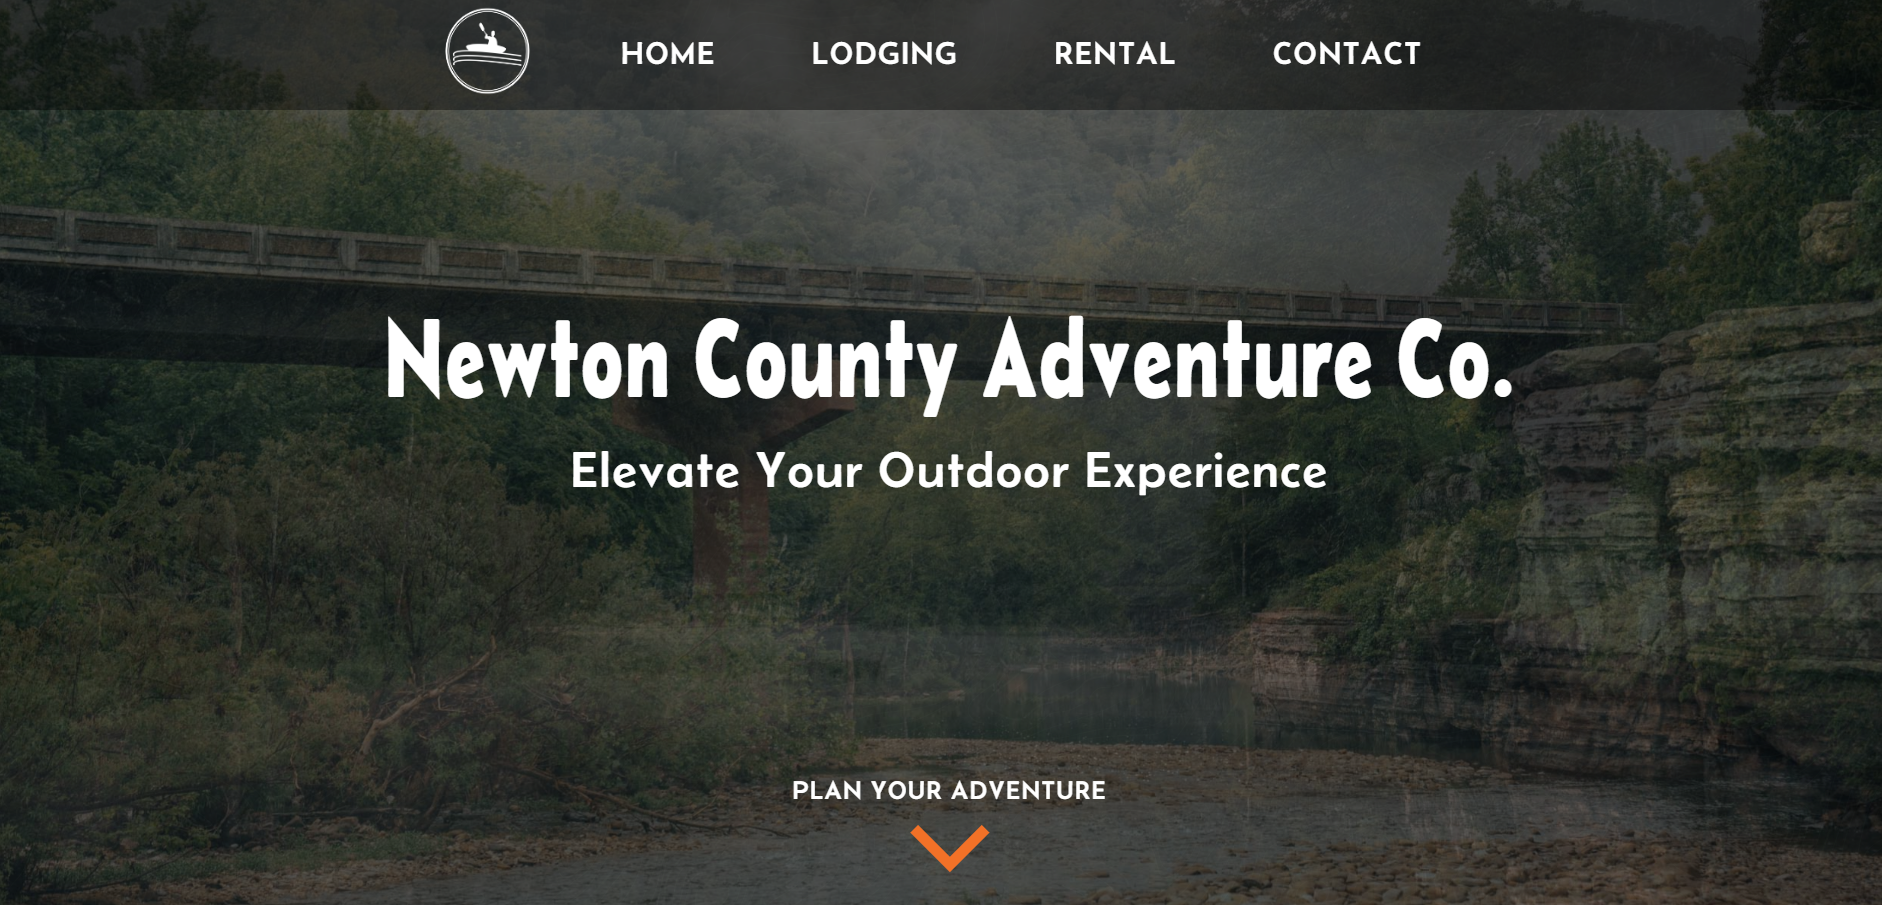 HOME LODGING RENTAL CONTACT
Newton County Adventure Co.
Elevate Your Outdoor Experience
PLAN YOUR ADVENTURE